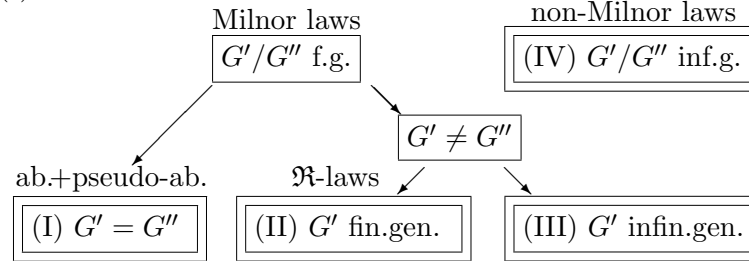 Milnor laws non-Milnor laws
G′/G″ f.g. (IV) G′/G″ inf.g.
G′ ≠ G″
ab.+pseudo-ab. ℜ-laws
(I) G′ = G″ (II) G′ fin.gen. (III) G′ infin.gen.